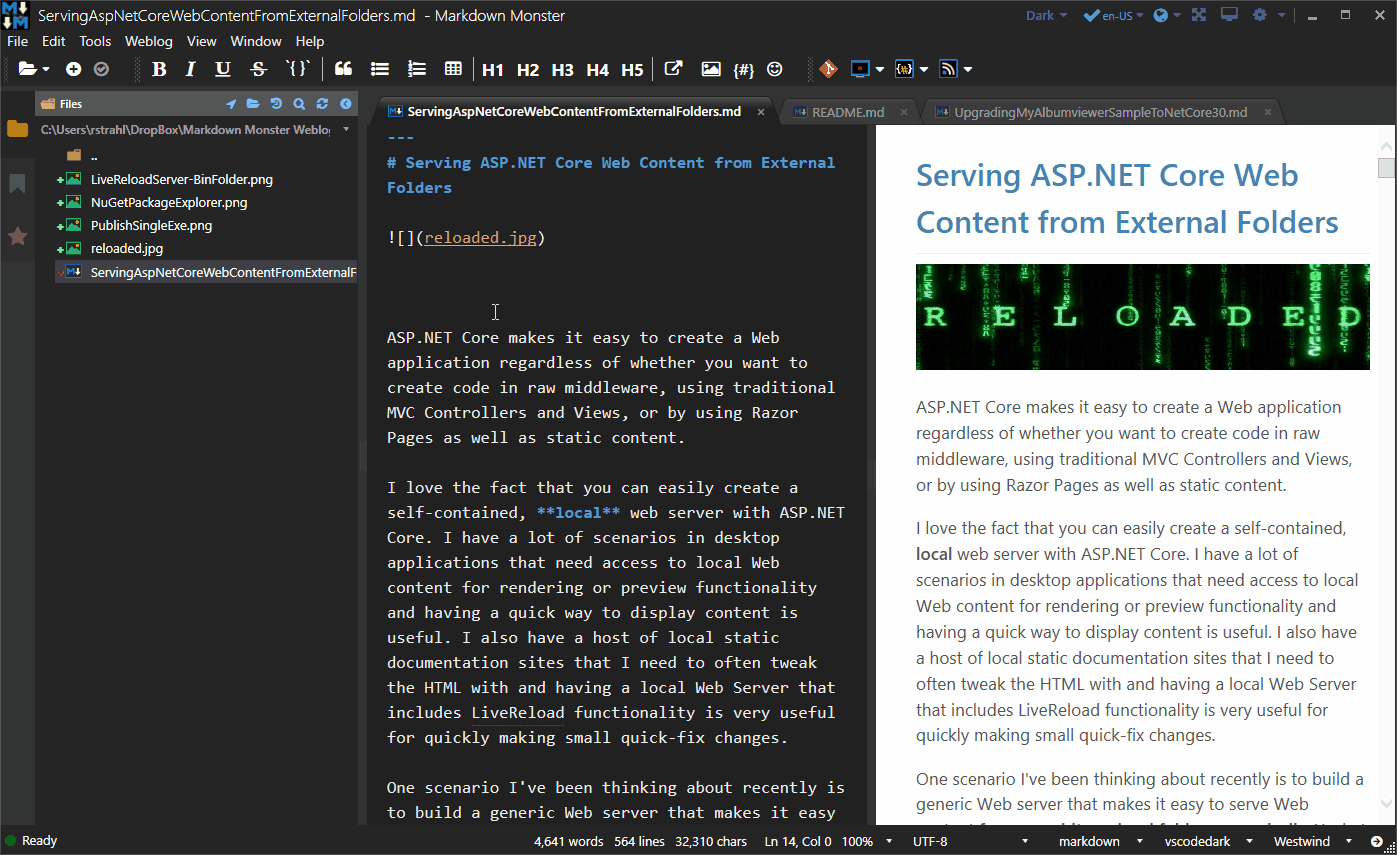 ServingAspNetCoreWebContentFromExternalFolders.md - Markdown Monster
Dark
en-US
File Edit Tools Weblog View Window Help
B I U S `{}` H1 H2 H3 H4 H5 {#}
Files
C:\Users\rstrahl\DropBox\Markdown Monster Weblog
..
LiveReloadServer-BinFolder.png
NuGetPackageExplorer.png
PublishSingleExe.png
reloaded.jpg
ServingAspNetCoreWebContentFromExternalF
ServingAspNetCoreWebContentFromExternalFolders.md
README.md
UpgradingMyAlbumviewerSampleToNetCore30.md
---
# Serving ASP.NET Core Web Content from External
Folders
![](reloaded.jpg)
ASP.NET Core makes it easy to create a Web
application regardless of whether you want to
create code in raw middleware, using traditional
MVC Controllers and Views, or by using Razor
Pages as well as static content.
I love the fact that you can easily create a
self-contained, **local** web server with ASP.NET
Core. I have a lot of scenarios in desktop
applications that need access to local Web
content for rendering or preview functionality
and having a quick way to display content is
useful. I also have a host of local static
documentation sites that I need to often tweak
the HTML with and having a local Web Server that
includes LiveReload functionality is very useful
for quickly making small quick-fix changes.
One scenario I've been thinking about recently is
to build a generic Web server that makes it easy
Serving ASP.NET Core Web
Content from External Folders
RELOADED
ASP.NET Core makes it easy to create a Web application
regardless of whether you want to create code in raw
middleware, using traditional MVC Controllers and Views,
or by using Razor Pages as well as static content.
I love the fact that you can easily create a self-contained,
local web server with ASP.NET Core. I have a lot of
scenarios in desktop applications that need access to local
Web content for rendering or preview functionality and
having a quick way to display content is useful. I also have
a host of local static documentation sites that I need to
often tweak the HTML with and having a local Web Server
that includes LiveReload functionality is very useful for
quickly making small quick-fix changes.
One scenario I've been thinking about recently is to build a
generic Web server that makes it easy to serve Web
Ready
4,641 words 564 lines 32,310 chars Ln 14, Col 0 100% UTF-8 markdown vscodedark Westwind